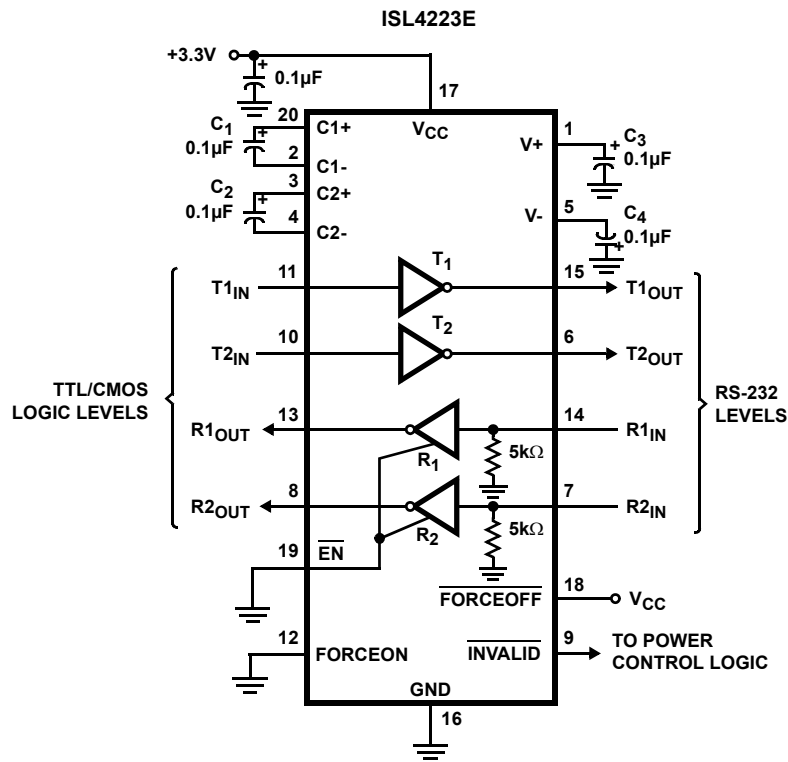 ISL4223E
+3.3V
+
0.1µF
17
20
C1+
VCC
C1
0.1µF
+
2
C1-
3
C2+
C2
0.1µF
+
4
C2-
1
V+
+
C3
0.1µF
5
V-
C4
0.1µF
+
T1IN
11
T1
15
T1OUT
T2IN
10
T2
6
T2OUT
TTL/CMOS
LOGIC LEVELS
RS-232
LEVELS
R1OUT
13
R1
5kΩ
14
R1IN
R2OUT
8
R2
5kΩ
7
R2IN
19
EN
FORCEOFF
18
VCC
12
FORCEON
INVALID
9
TO POWER
CONTROL LOGIC
GND
16